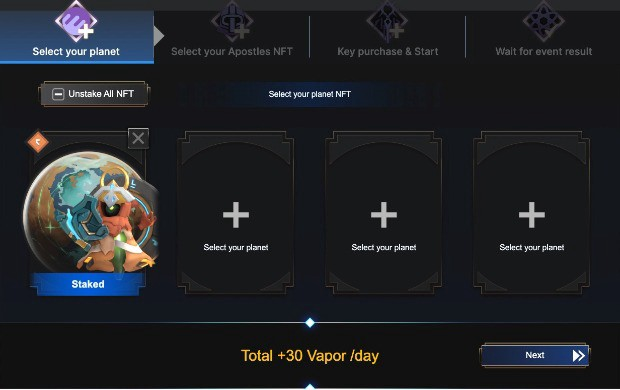 Select your planet
Select your Apostles NFT
Key purchase & Start
Wait for event result
Unstake All NFT
Select your planet NFT
Select your planet
Select your planet
Select your planet
Staked
Total +30 Vapor /day
Next